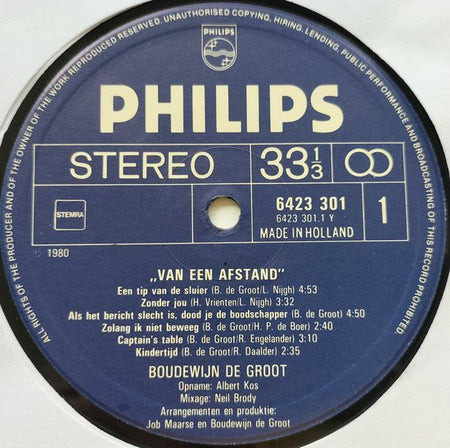 ALL RIGHTS OF THE PRODUCER AND OF THE OWNER OF THE WORK REPRODUCED RESERVED. UNAUTHORISED COPYING, HIRING, LENDING, PUBLIC PERFORMANCE AND BROADCASTING OF THIS RECORD PROHIBITED.
PHILIPS
PHILIPS
STEREO 33 1/3
STEMRA
6423 301
6423 301.1 Y
MADE IN HOLLAND
1
1980
„VAN EEN AFSTAND"
Een tip van de sluier (B. de Groot/L. Nijgh) 4:53
Zonder jou (H. Vrienten/L. Nijgh) 3:32
Als het bericht slecht is, dood je de boodschapper (B. de Groot) 4:50
Zolang ik niet beweeg (B. de Groot/H. P. de Boer) 2:40
Captain's table (B. de Groot/R. Engelander) 3:10
Kindertijd (B. de Groot/R. Daalder) 2:35
BOUDEWIJN DE GROOT
Opname: Albert Kos
Mixage: Neil Brody
Arrangementen en produktie:
Job Maarse en Boudewijn de Groot